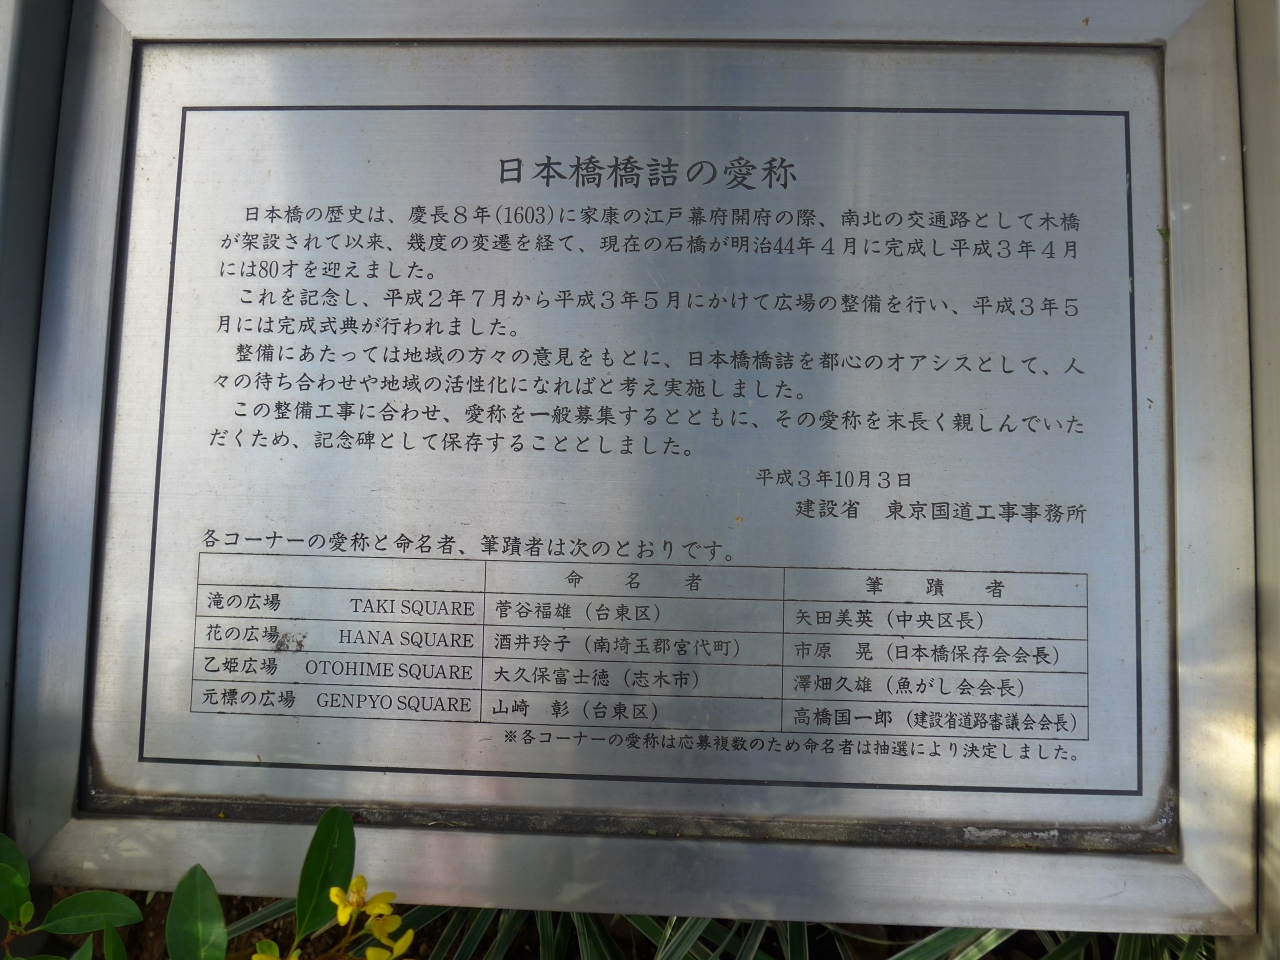 日本橋橋詰の愛称
日本橋の歴史は、慶長８年(1603)に家康の江戸幕府開府の際、南北の交通路として木橋
が架設されて以来、幾度の変遷を経て、現在の石橋が明治44年４月に完成し平成３年４月
には80才を迎えました。
これを記念し、平成２年７月から平成３年５月にかけて広場の整備を行い、平成３年５
月には完成式典が行われました。
整備にあたっては地域の方々の意見をもとに、日本橋橋詰を都心のオアシスとして、人
々の待ち合わせや地域の活性化になればと考え実施しました。
この整備工事に合わせ、愛称を一般募集するとともに、その愛称を末長く親しんでいた
だくため、記念碑として保存することとしました。
平成３年10月３日
建設省　東京国道工事事務所
各コーナーの愛称と命名者、筆蹟者は次のとおりです。
命　名　者　筆　蹟　者
滝の広場　TAKI SQUARE　菅谷福雄（台東区）　矢田美英（中央区長）
花の広場　HANA SQUARE　酒井玲子（南埼玉郡宮代町）　市原　晃（日本橋保存会会長）
乙姫広場　OTOHIME SQUARE　大久保富士徳（志木市）　澤畑久雄（魚がし会会長）
元標の広場　GENPYO SQUARE　山崎　彰（台東区）　高橋国一郎（建設省道路審議会会長）
※各コーナーの愛称は応募複数のため命名者は抽選により決定しました。